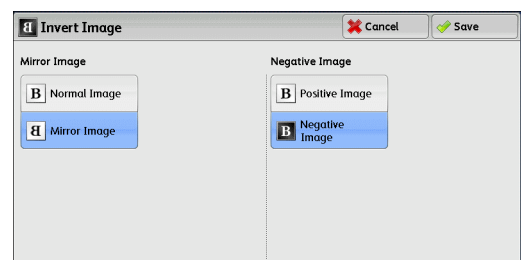 Invert Image
Cancel
Save
Mirror Image
Negative Image
B Normal Image
B Positive Image
B Mirror Image
B Negative
Image